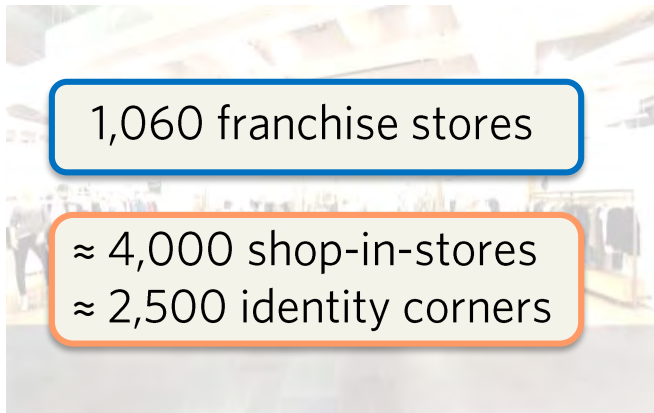 1,060 franchise stores
≈ 4,000 shop-in-stores
≈ 2,500 identity corners